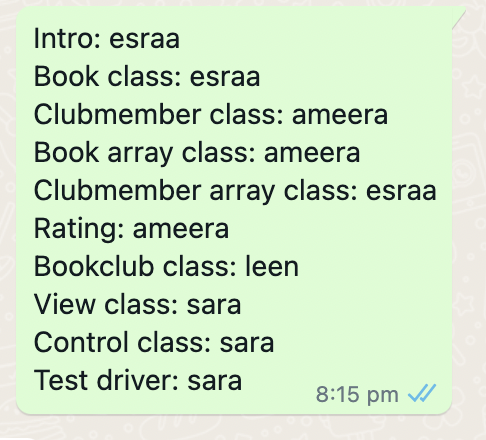 Intro: esraa
Book class: esraa
Clubmember class: ameera
Book array class: ameera
Clubmember array class: esraa
Rating: ameera
Bookclub class: leen
View class: sara
Control class: sara
Test driver: sara
8:15 pm